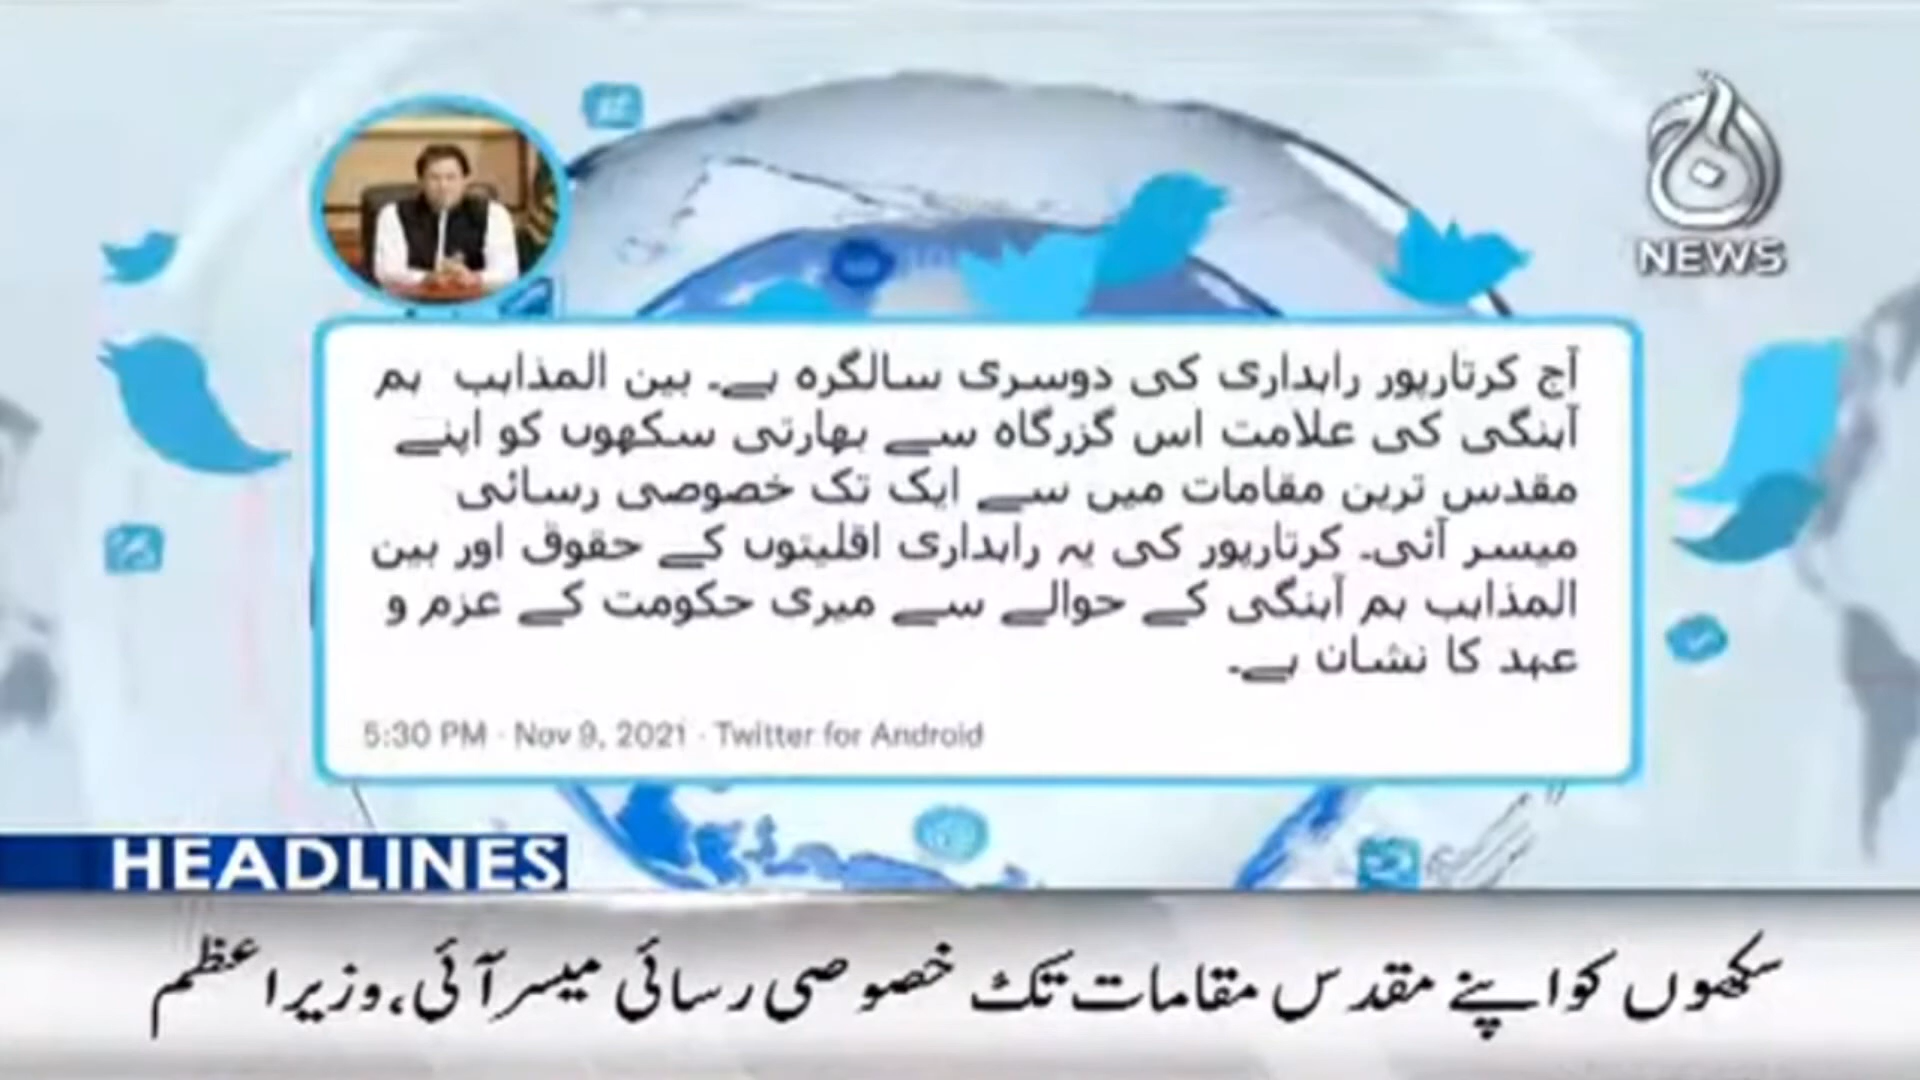 NEWS
آج کرتارپور راہداری کی دوسری سالگرہ ہے۔ بین المذاہب ہم
آہنگی کی علامت اس گزرگاہ سے بھارتی سکھوں کو اپنے
مقدس ترین مقامات میں سے ایک تک خصوصی رسائی
میسر آئی۔ کرتارپور کی یہ راہداری اقلیتوں کے حقوق اور بین
المذاہب ہم آہنگی کے حوالے سے میری حکومت کے عزم و
عہد کا نشان ہے۔
5:30 PM · Nov 9, 2021 · Twitter for Android
HEADLINES
سکھوں کو اپنے مقدس مقامات تک خصوصی رسائی میسر آئی، وزیراعظم